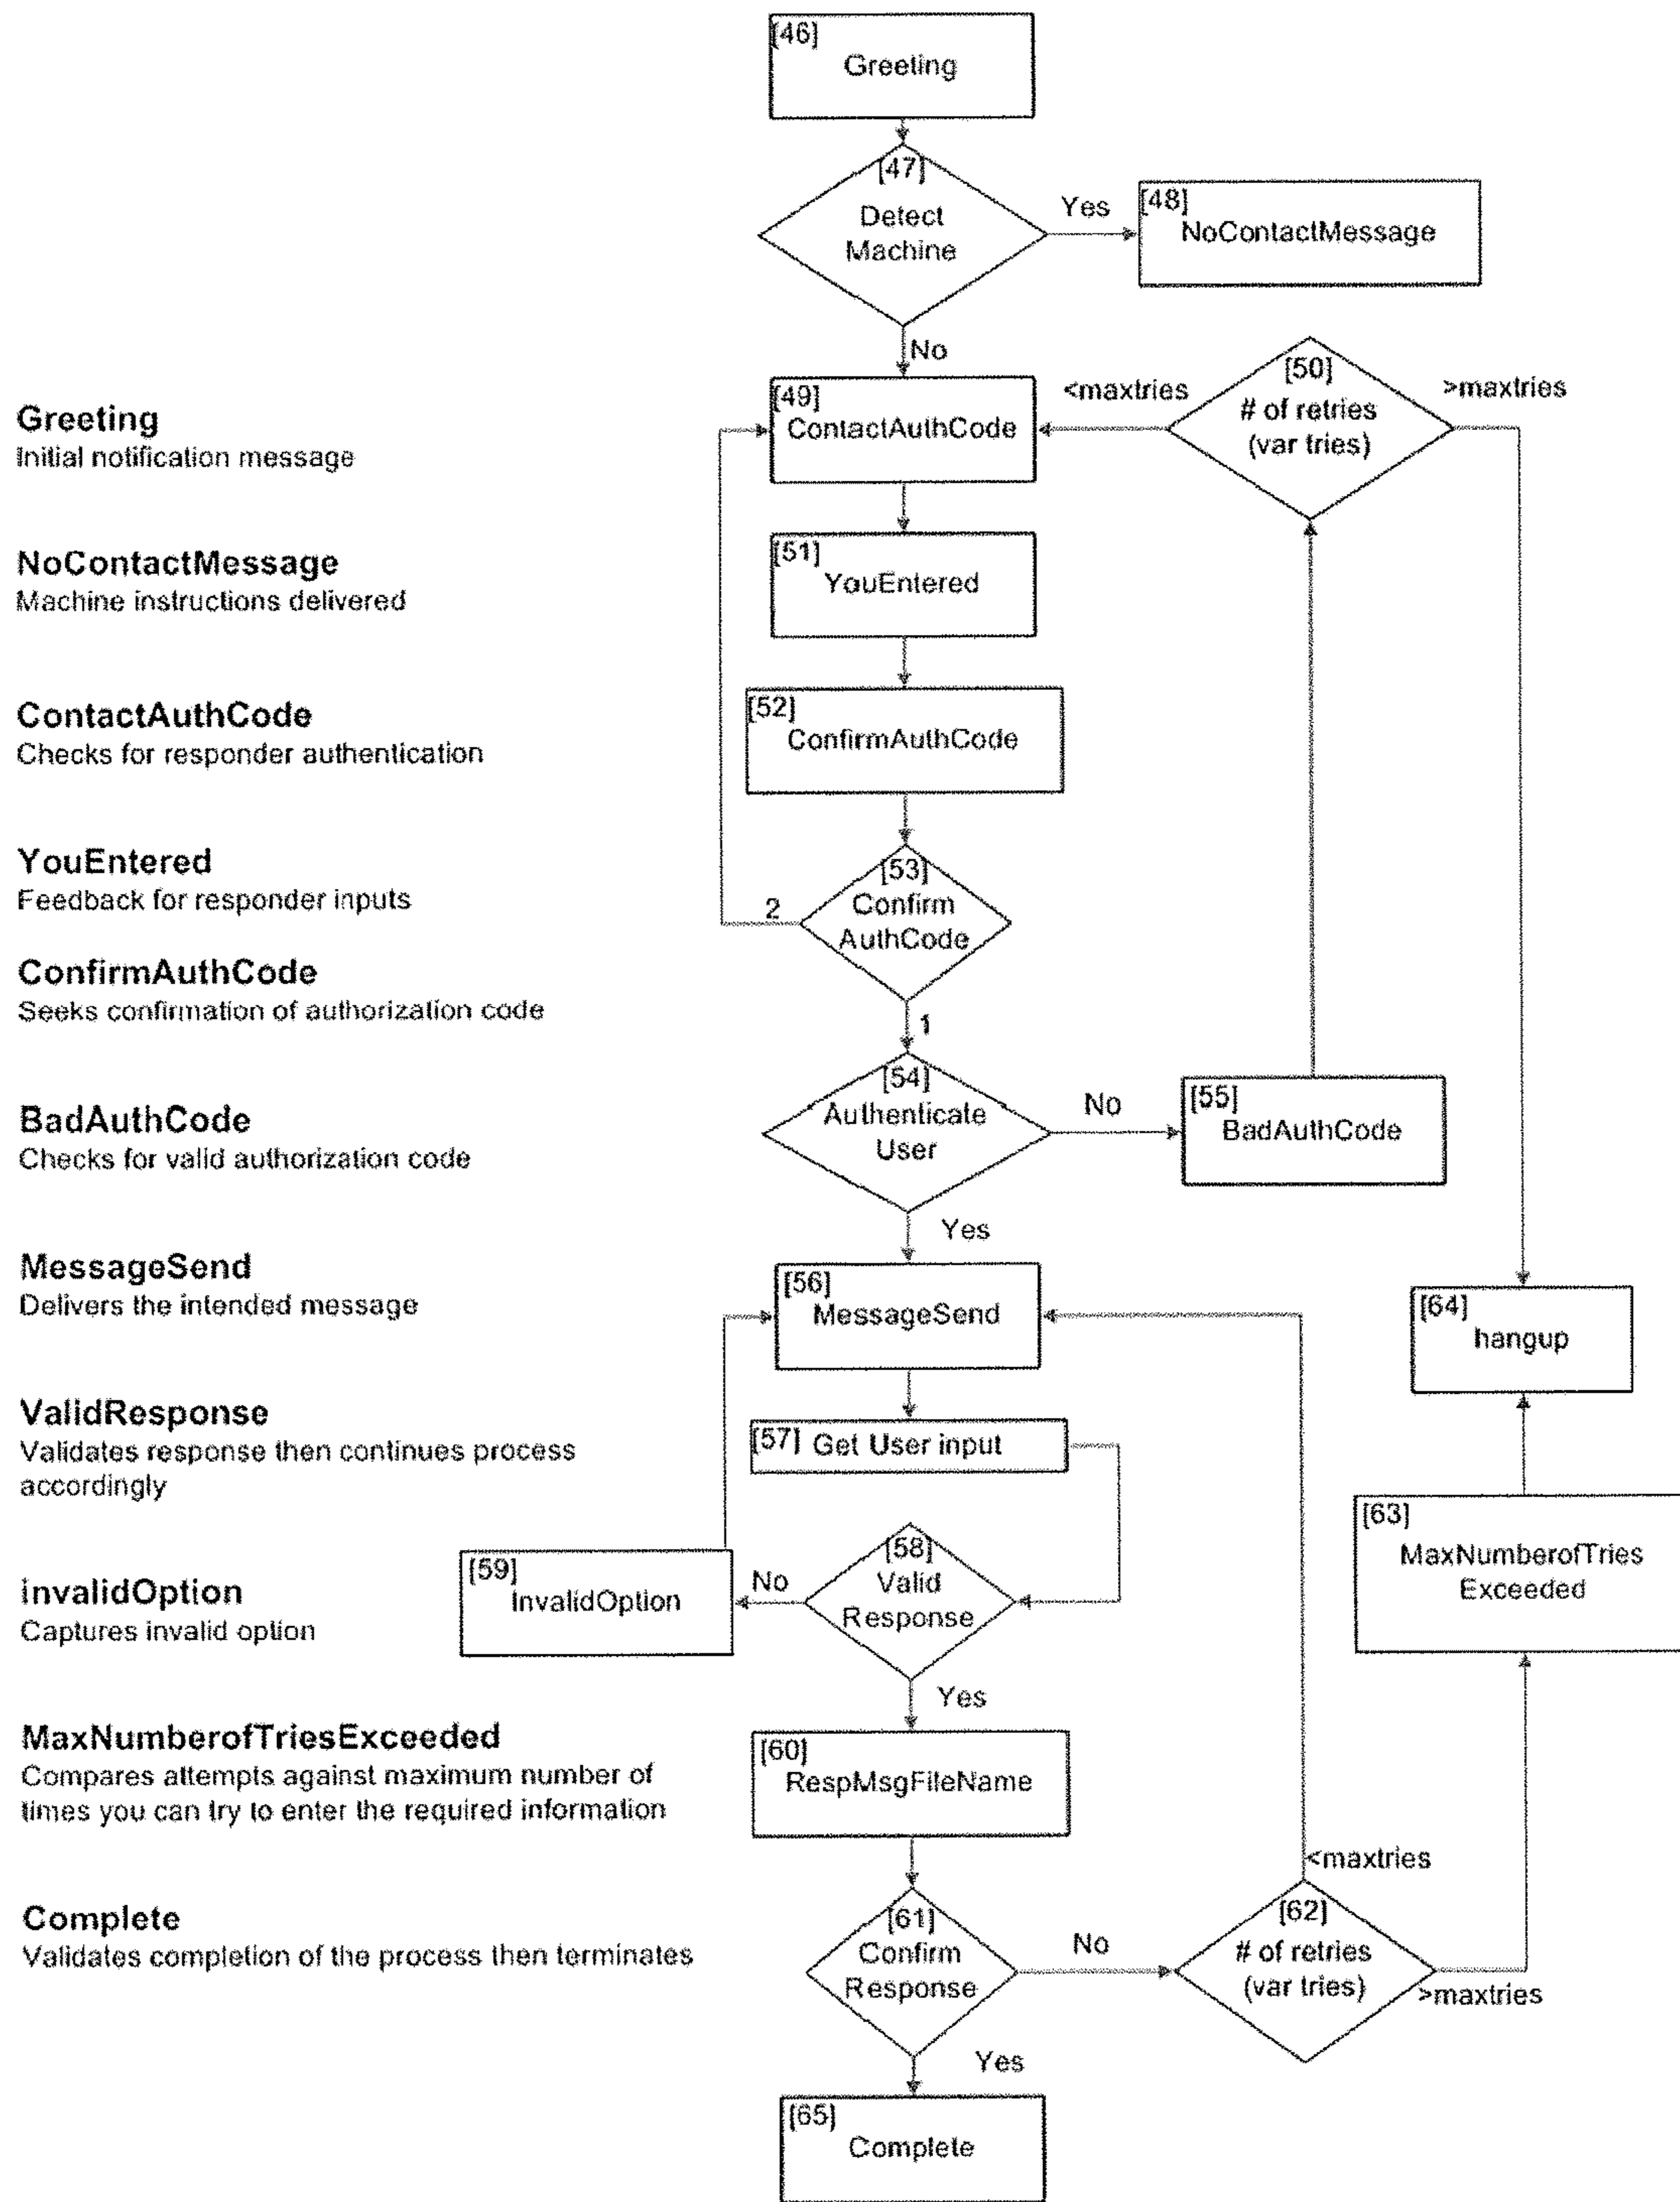 [46]
Greeting
[47]
Detect
Machine
Yes
[48]
NoContactMessage
No
[49]
ContactAuthCode
<maxtries
[50]
# of retries
(var tries)
>maxtries
Greeting
Initial notification message
[51]
YouEntered
NoContactMessage
Machine instructions delivered
[52]
ConfirmAuthCode
ContactAuthCode
Checks for responder authentication
YouEntered
Feedback for responder inputs
[53]
Confirm
AuthCode
2
1
ConfirmAuthCode
Seeks confirmation of authorization code
[54]
Authenticate
User
No
[55]
BadAuthCode
Yes
BadAuthCode
Checks for valid authorization code
MessageSend
Delivers the intended message
[56]
MessageSend
[64]
hangup
ValidResponse
Validates response then continues process
accordingly
[57] Get User input
[58]
Valid
Response
No
[59]
InvalidOption
[63]
MaxNumberofTries
Exceeded
invalidOption
Captures invalid option
Yes
MaxNumberofTriesExceeded
Compares attempts against maximum number of
times you can try to enter the required information
[60]
RespMsgFileName
<maxtries
Complete
Validates completion of the process then terminates
[61]
Confirm
Response
No
[62]
# of retries
(var tries)
>maxtries
Yes
[65]
Complete